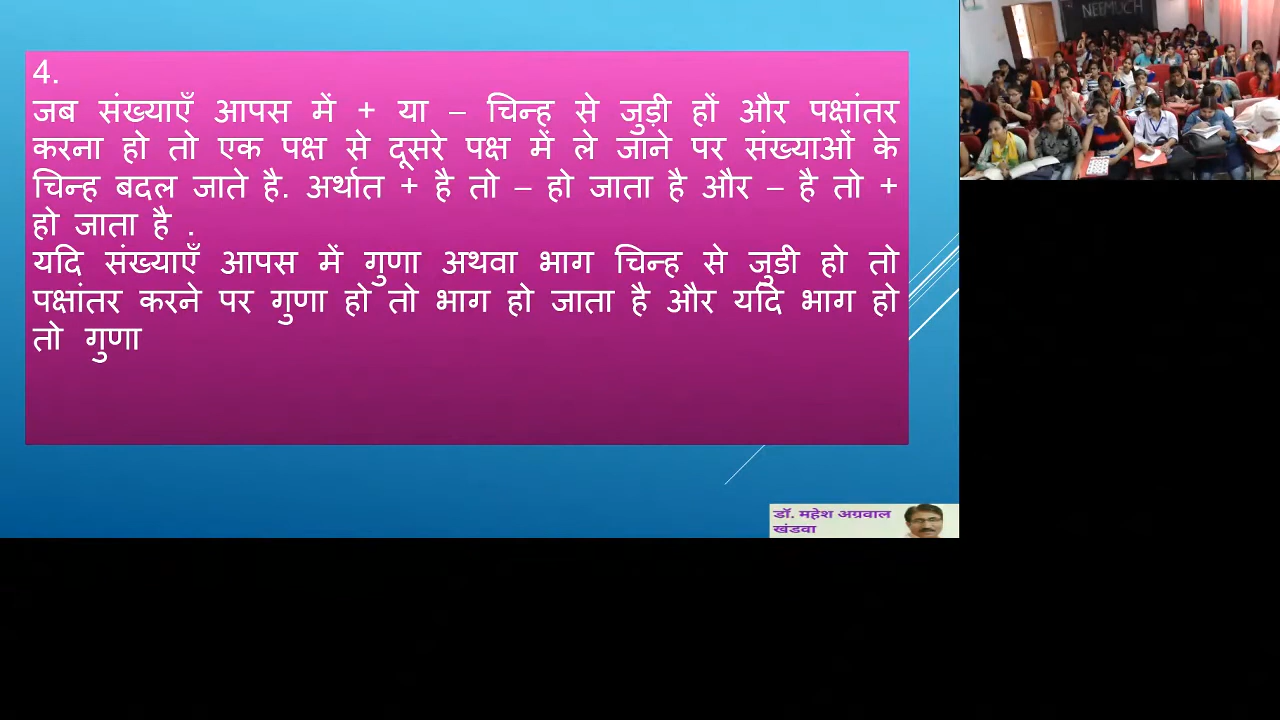 NEEMUCH
4.
जब संख्याएँ आपस में + या – चिन्ह से जुड़ी हों और पक्षांतर
करना हो तो एक पक्ष से दूसरे पक्ष में ले जाने पर संख्याओं के
चिन्ह बदल जाते है. अर्थात + है तो – हो जाता है और – है तो +
हो जाता है .
यदि संख्याएँ आपस में गुणा अथवा भाग चिन्ह से जुडी हो तो
पक्षांतर करने पर गुणा हो तो भाग हो जाता है और यदि भाग हो
तो गुणा
डॉ. महेश अग्रवाल
खंडवा